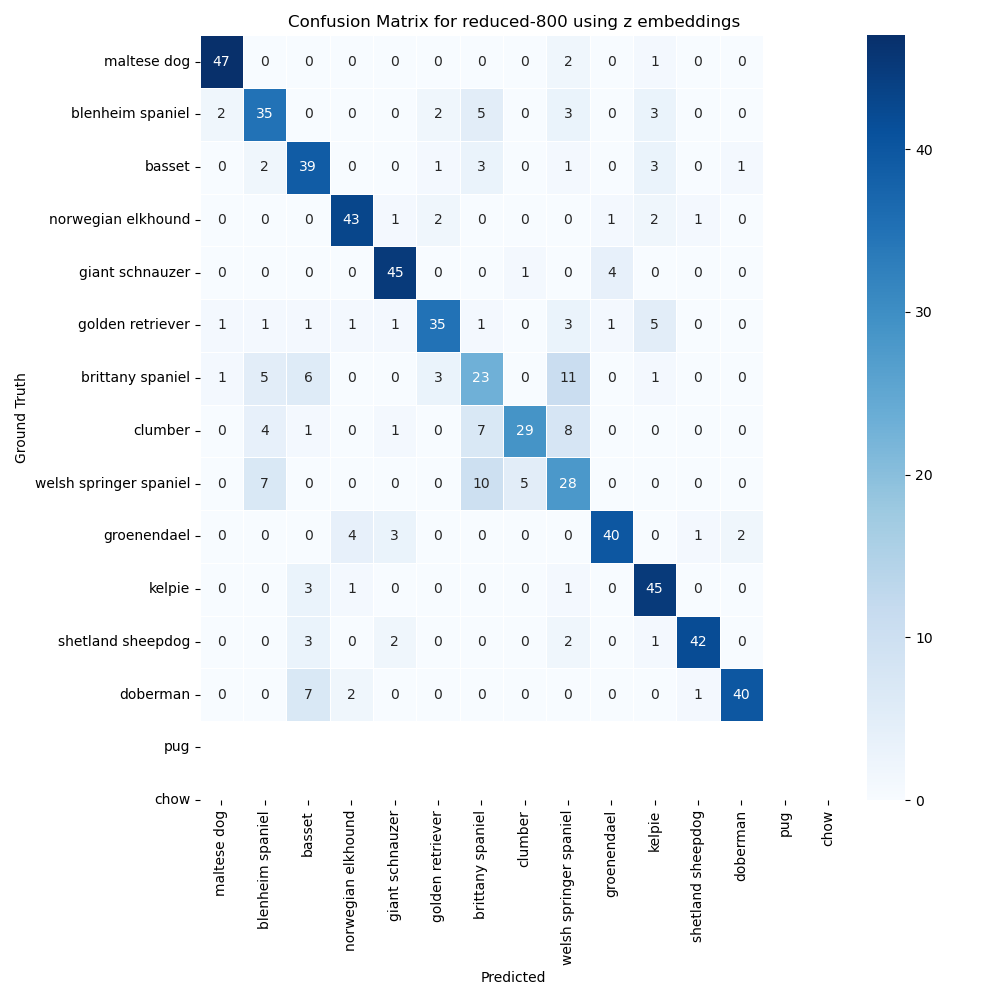 Confusion Matrix for reduced-800 using z embeddings
maltese dog 47 0 0 0 0 0 0 0 2 0 1 0 0
blenheim spaniel 2 35 0 0 0 2 5 0 3 0 3 0 0
basset 0 2 39 0 0 1 3 0 1 0 3 0 1
norwegian elkhound 0 0 0 43 1 2 0 0 0 1 2 1 0
giant schnauzer 0 0 0 0 45 0 0 1 0 4 0 0 0
golden retriever 1 1 1 1 1 35 1 0 3 1 5 0 0
brittany spaniel 1 5 6 0 0 3 23 0 11 0 1 0 0
clumber 0 4 1 0 1 0 7 29 8 0 0 0 0
welsh springer spaniel 0 7 0 0 0 0 10 5 28 0 0 0 0
groenendael 0 0 0 4 3 0 0 0 0 40 0 1 2
kelpie 0 0 3 1 0 0 0 0 1 0 45 0 0
shetland sheepdog 0 0 3 0 2 0 0 0 2 0 1 42 0
doberman 0 0 7 2 0 0 0 0 0 0 0 1 40
pug
chow
Ground Truth
maltese dog
blenheim spaniel
basset
norwegian elkhound
giant schnauzer
golden retriever
brittany spaniel
clumber
welsh springer spaniel
groenendael
kelpie
shetland sheepdog
doberman
pug
chow
Predicted
40
30
20
10
0